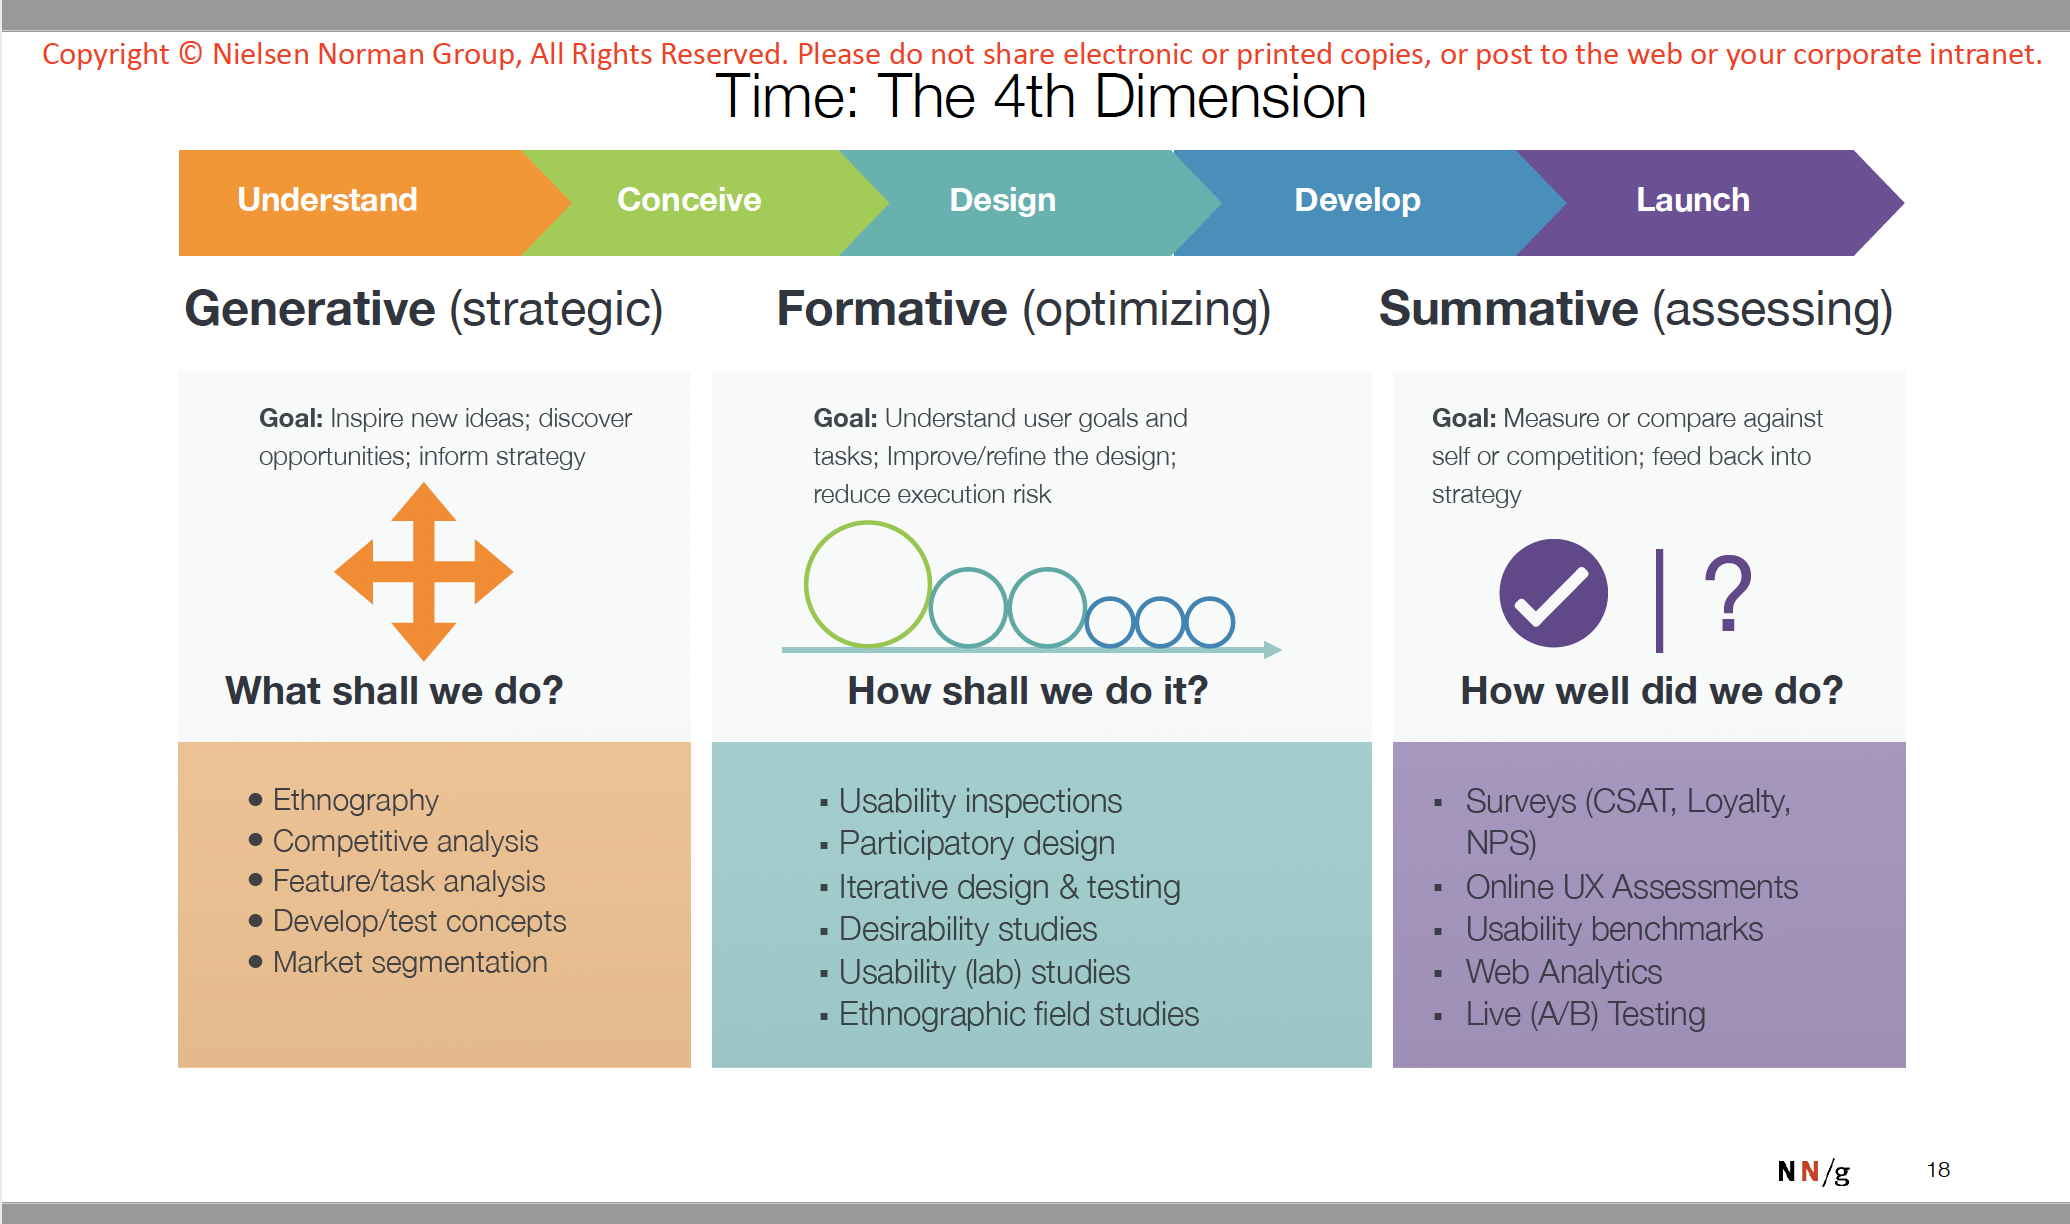 Copyright © Nielsen Norman Group, All Rights Reserved. Please do not share electronic or printed copies, or post to the web or your corporate intranet.
Time: The 4th Dimension
Understand
Conceive
Design
Develop
Launch
Generative (strategic)
Goal: Inspire new ideas; discover
opportunities; inform strategy
What shall we do?
● Ethnography
● Competitive analysis
● Feature/task analysis
● Develop/test concepts
● Market segmentation
Formative (optimizing)
Goal: Understand user goals and
tasks; Improve/refine the design;
reduce execution risk
How shall we do it?
▪ Usability inspections
▪ Participatory design
▪ Iterative design & testing
▪ Desirability studies
▪ Usability (lab) studies
▪ Ethnographic field studies
Summative (assessing)
Goal: Measure or compare against
self or competition; feed back into
strategy
?
How well did we do?
▪ Surveys (CSAT, Loyalty,
NPS)
▪ Online UX Assessments
▪ Usability benchmarks
▪ Web Analytics
▪ Live (A/B) Testing
NN/g
18